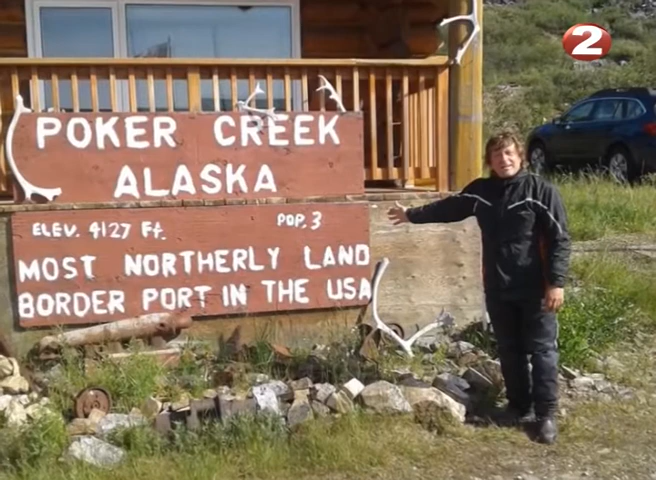 2
POKER CREEK
ALASKA
ELEV. 4127 FT. POP. 3
MOST NORTHERLY LAND
BORDER PORT IN THE USA